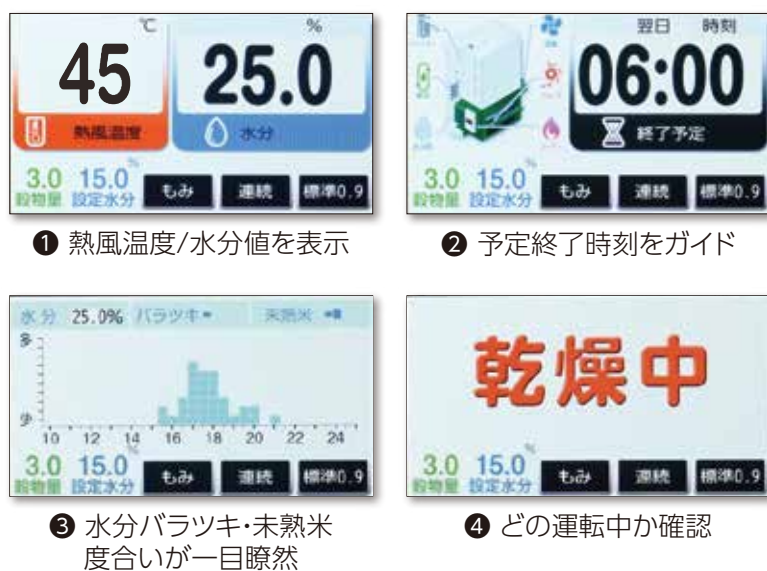 ℃ %
45 25.0
熱風温度 水分
3.0 15.0%
穀物量 設定水分 もみ 連続 標準0.9
❶ 熱風温度/水分値を表示
翌日 時刻
06:00
終了予定
3.0 15.0%
穀物量 設定水分 もみ 連続 標準0.9
❷ 予定終了時刻をガイド
水分 25.0% バラツキ 未熟米
多
少
10 12 14 16 18 20 22 24
3.0 15.0%
穀物量 設定水分 もみ 連続 標準0.9
❸ 水分バラツキ・未熟米
度合いが一目瞭然
乾燥中
3.0 15.0%
穀物量 設定水分 もみ 連続 標準0.9
❹ どの運転中か確認